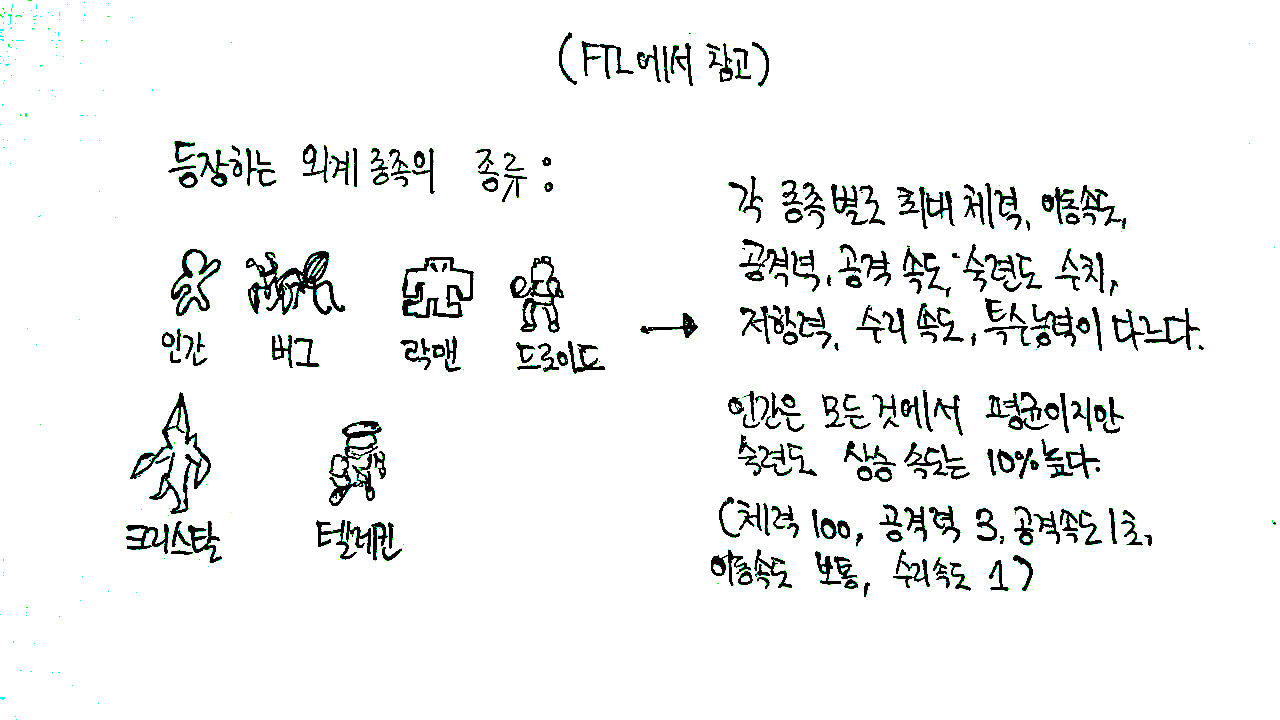 (FTL에서 참고)
등장하는 외계 종족의 종류 :
인간 버그 락맨 드로이드
크리스탈 텔레킨
각 종족 별로 최대 체력, 이동속도,
공격력, 공격 속도, 숙련도 수치,
저항력, 수리 속도, 특수능력이 다느다.
인간은 모든 것에서 평균이지만
숙련도 상승 속도는 10% 높다.
(체력 100, 공격력 3, 공격속도 1초,
이동속도 보통, 수리속도 1)